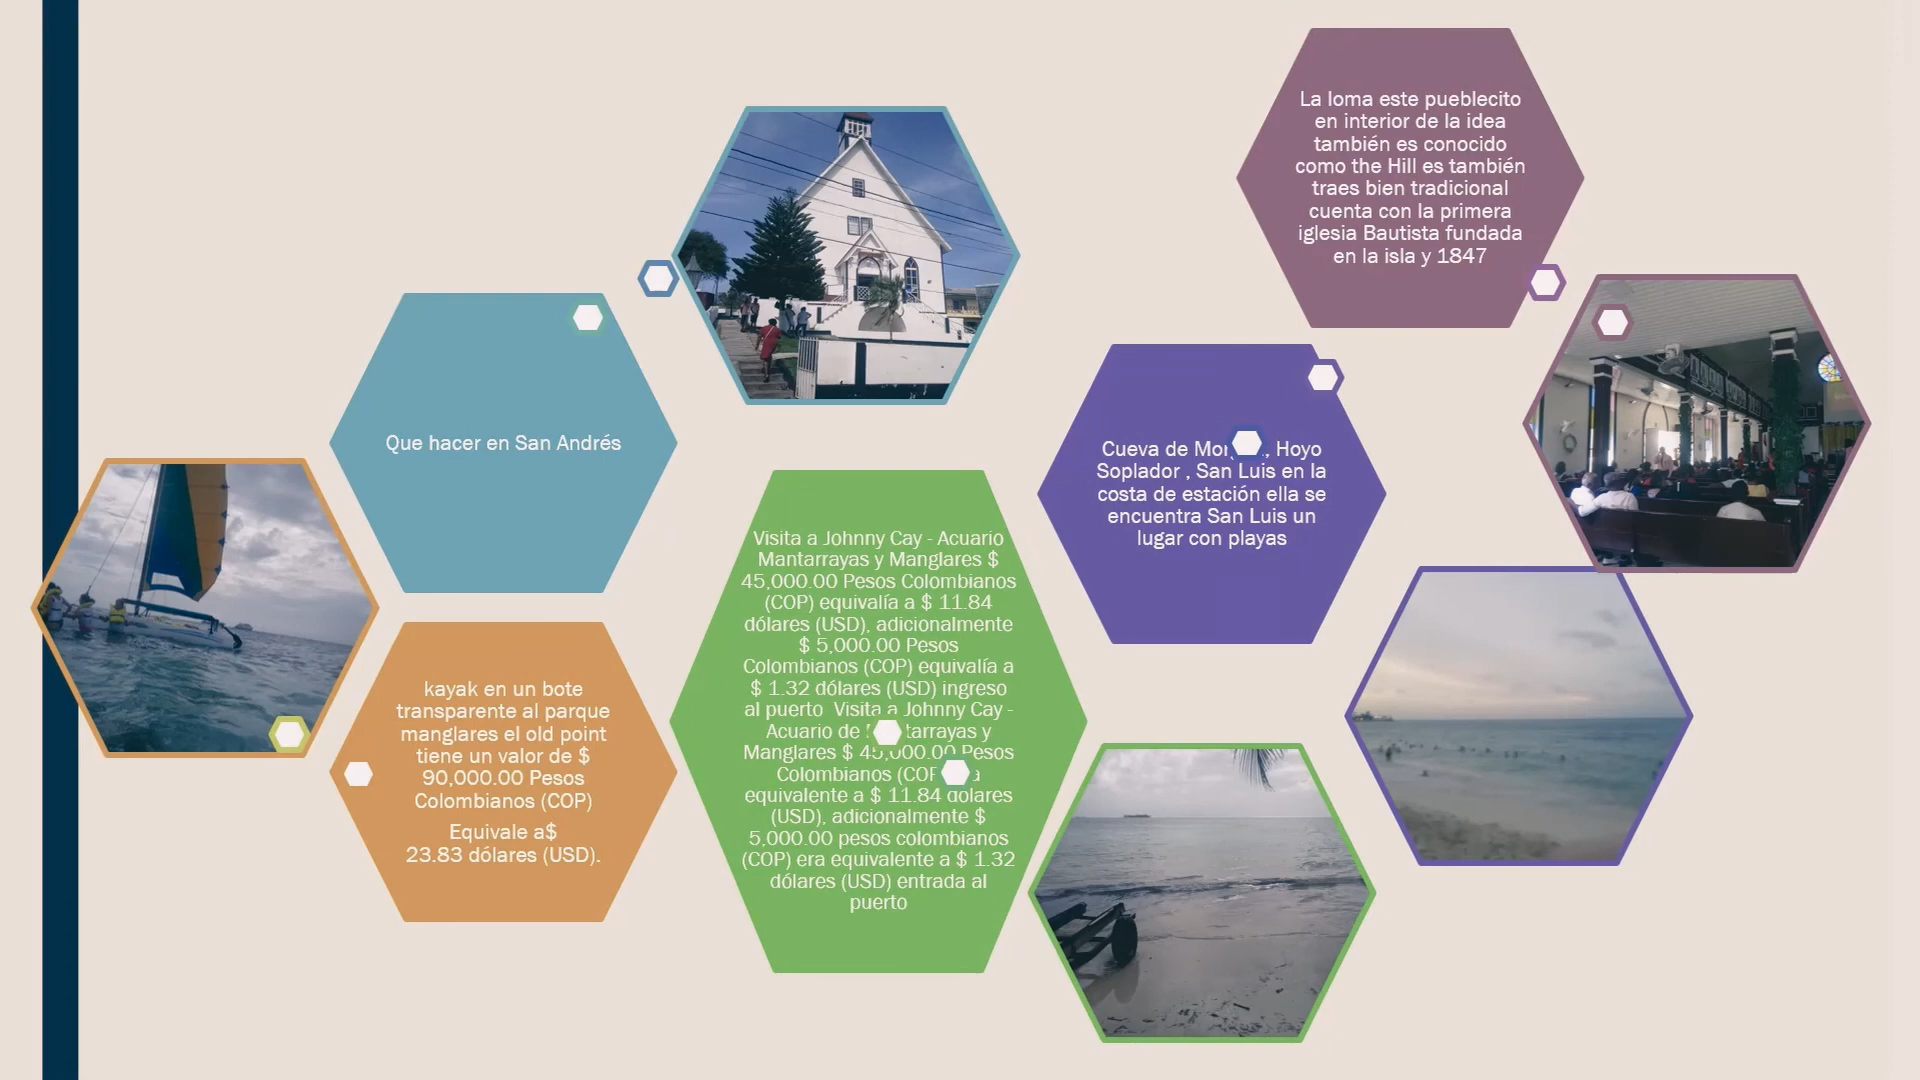 Que hacer en San Andrés
kayak en un bote
transparente al parque
manglares el old point
tiene un valor de $
90,000.00 Pesos
Colombianos (COP)
Equivale a$
23.83 dólares (USD).
Visita a Johnny Cay - Acuario
Mantarrayas y Manglares $
45,000.00 Pesos Colombianos
(COP) equivalía a $ 11.84
dólares (USD), adicionalmente
$ 5,000.00 Pesos
Colombianos (COP) equivalía a
$ 1.32 dólares (USD) ingreso
al puerto Visita a Johnny Cay -
Acuario de
Manglares $ 45,000.00 Pesos
Colombianos
equivalente a $ 11.84 dolares
(USD), adicionalmente $
5,000.00 pesos colombianos
(COP) era equivalente a $ 1.32
dólares (USD) entrada al
puerto
Cueva de Hoyo
Soplador , San Luis en la
costa de estación ella se
encuentra San Luis un
lugar con playas
La loma este pueblecito
en interior de la idea
también es conocido
como the Hill es también
traes bien tradicional
cuenta con la primera
iglesia Bautista fundada
en la isla y 1847